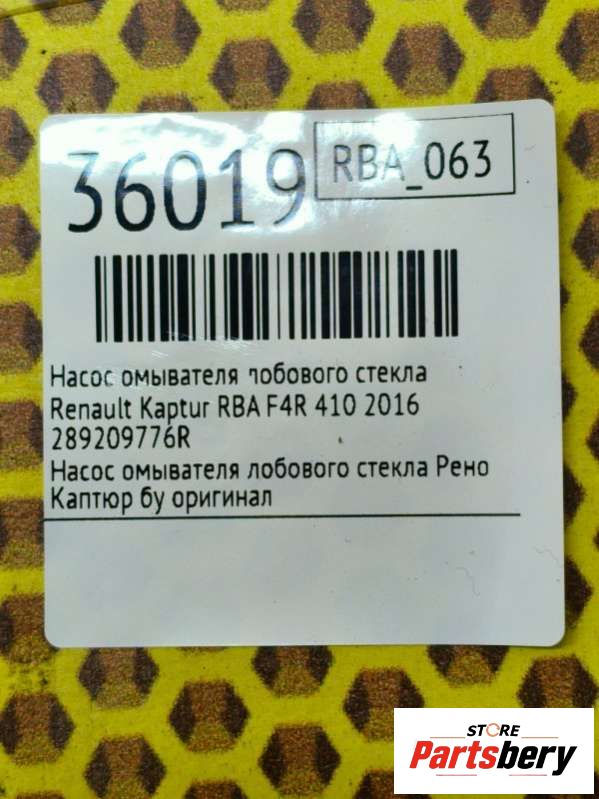 36019
RBA_063
Насос омывателя лобового стекла
Renault Kaptur RBA F4R 410 2016
289209776R
Насос омывателя лобового стекла Рено
Каптюр бу оригинал
STORE
Partsbery